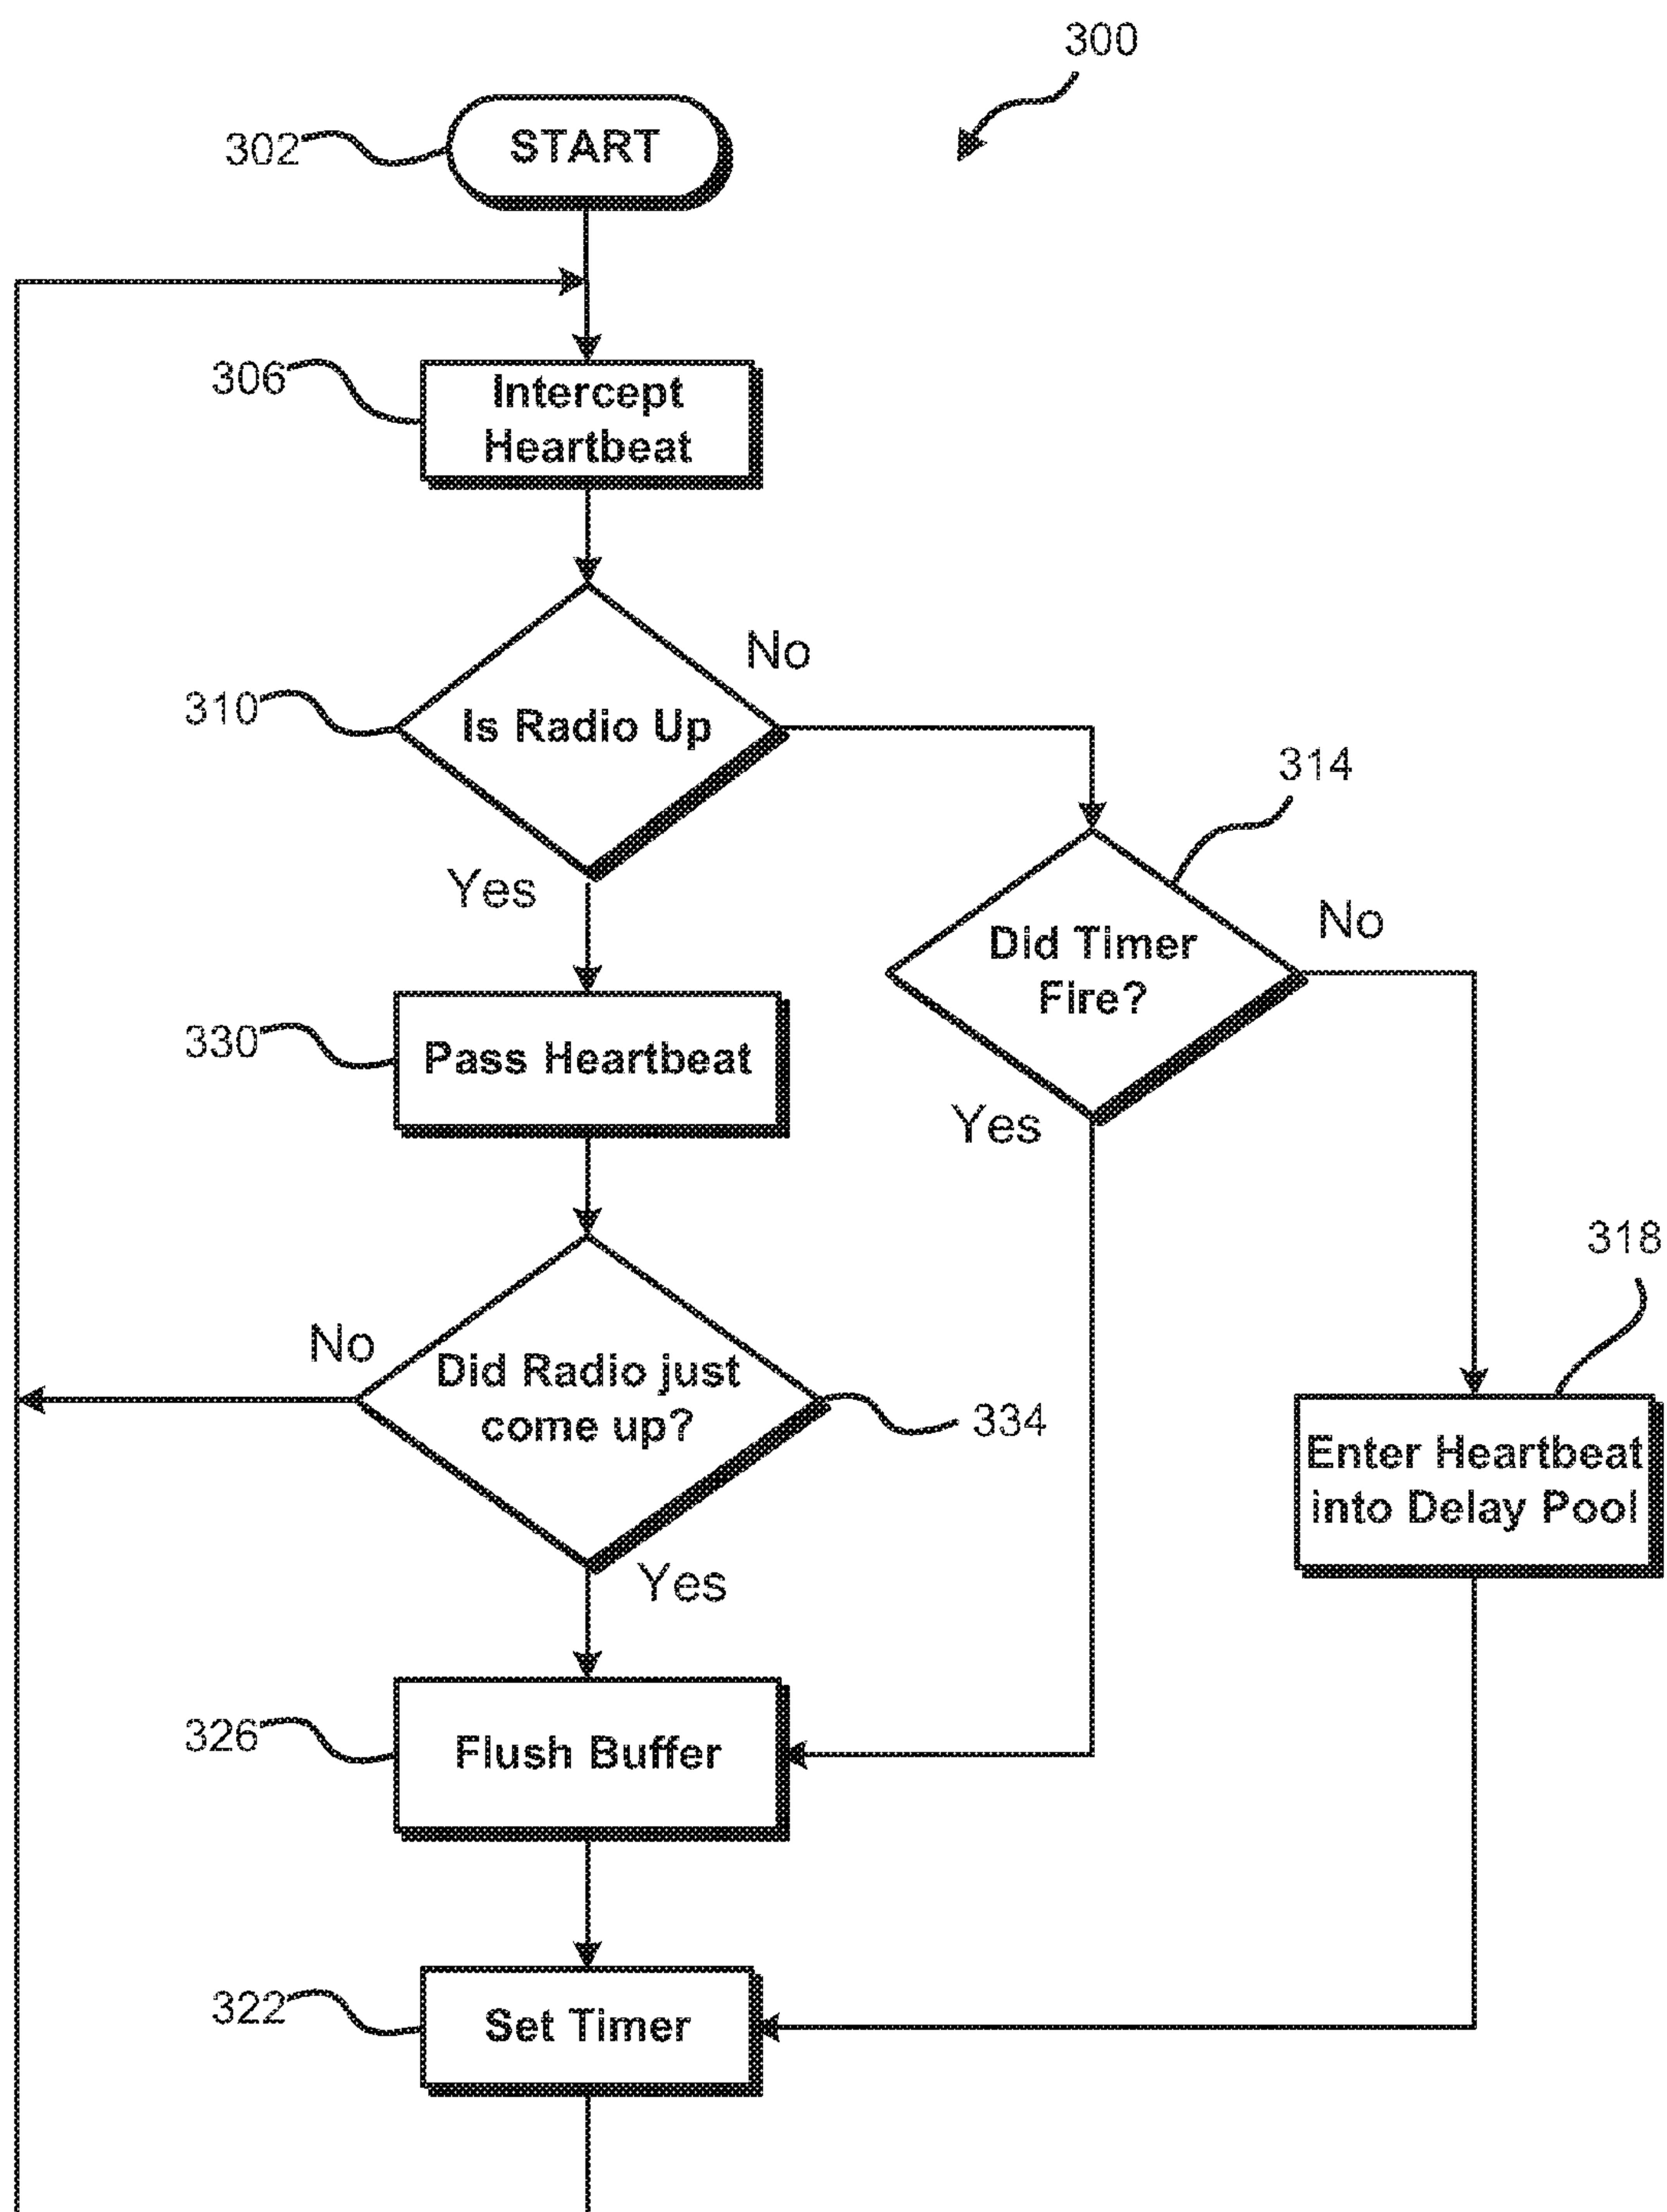 300
302
START
306
Intercept
Heartbeat
No
310
Is Radio Up
314
Yes
No
Did Timer
Fire?
330
Pass Heartbeat
Yes
318
No
Did Radio just
come up?
334
Enter Heartbeat
into Delay Pool
Yes
326
Flush Buffer
322
Set Timer